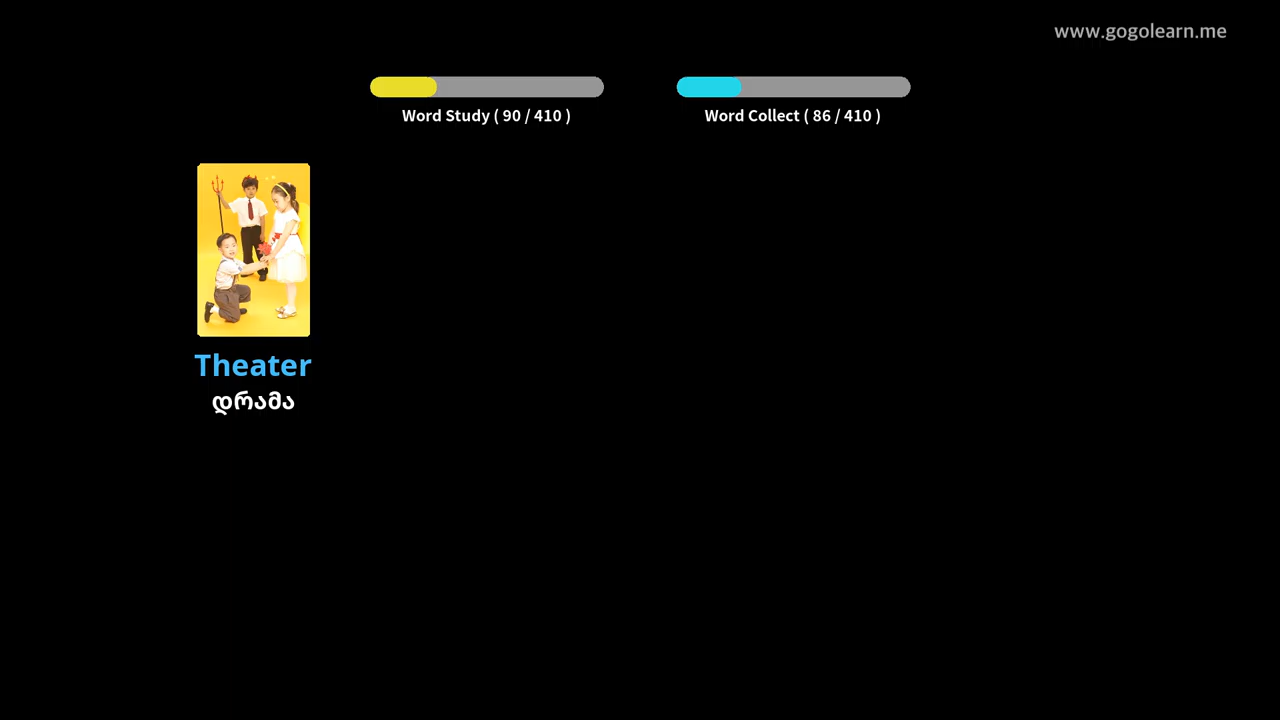 www.gogolearn.me
Word Study ( 90 / 410 )
Word Collect ( 86 / 410 )
Theater
დრამა